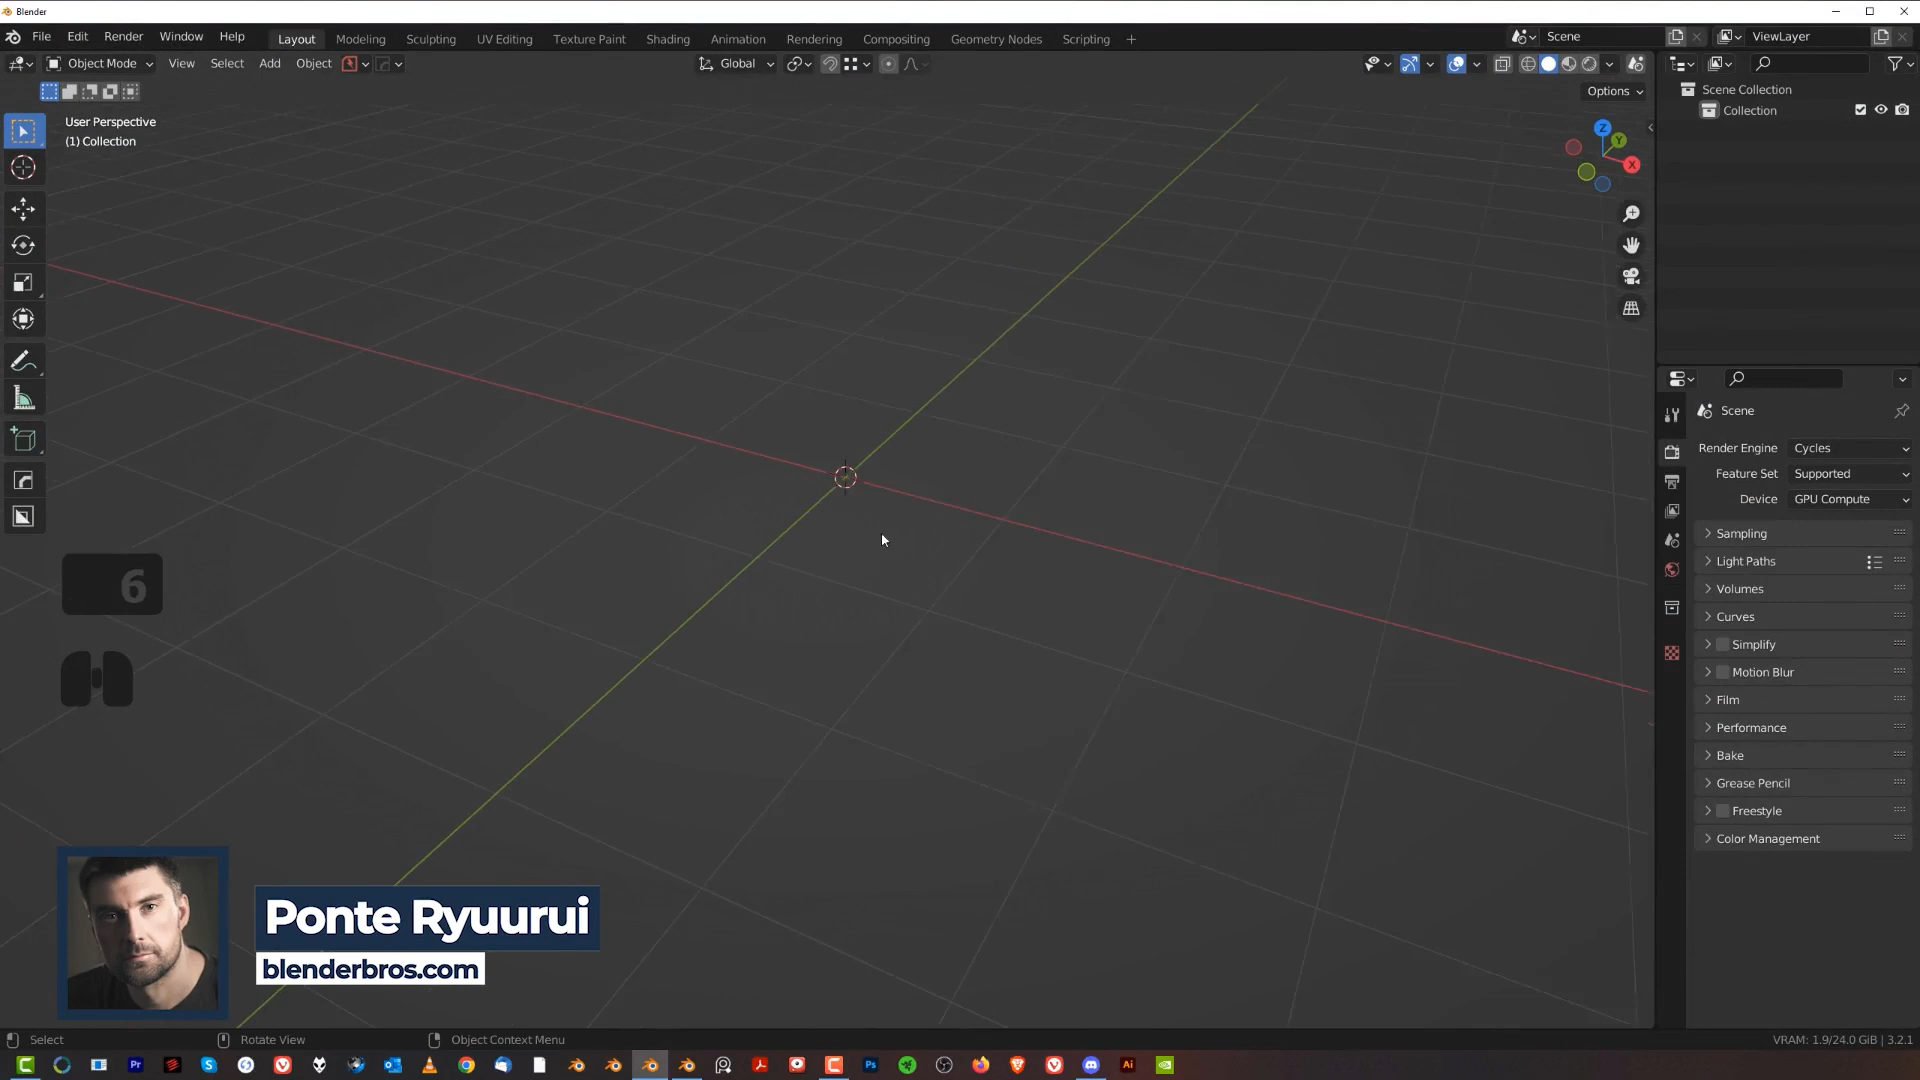 Blender
File Edit Render Window Help Layout Modeling Sculpting UV Editing Texture Paint Shading Animation Rendering Compositing Geometry Nodes Scripting + Scene ViewLayer
Object Mode View Select Add Object Global
Options
User Perspective
(1) Collection
Z
Y
X
Scene Collection
Collection
Scene
Render Engine Cycles
Feature Set Supported
Device GPU Compute
Sampling
Light Paths
Volumes
Curves
Simplify
Motion Blur
Film
Performance
Bake
Grease Pencil
Freestyle
Color Management
6
Ponte Ryuurui
blenderbros.com
Select Rotate View Object Context Menu VRAM: 1.9/24.0 GiB | 3.2.1
Pr S Ps Ai